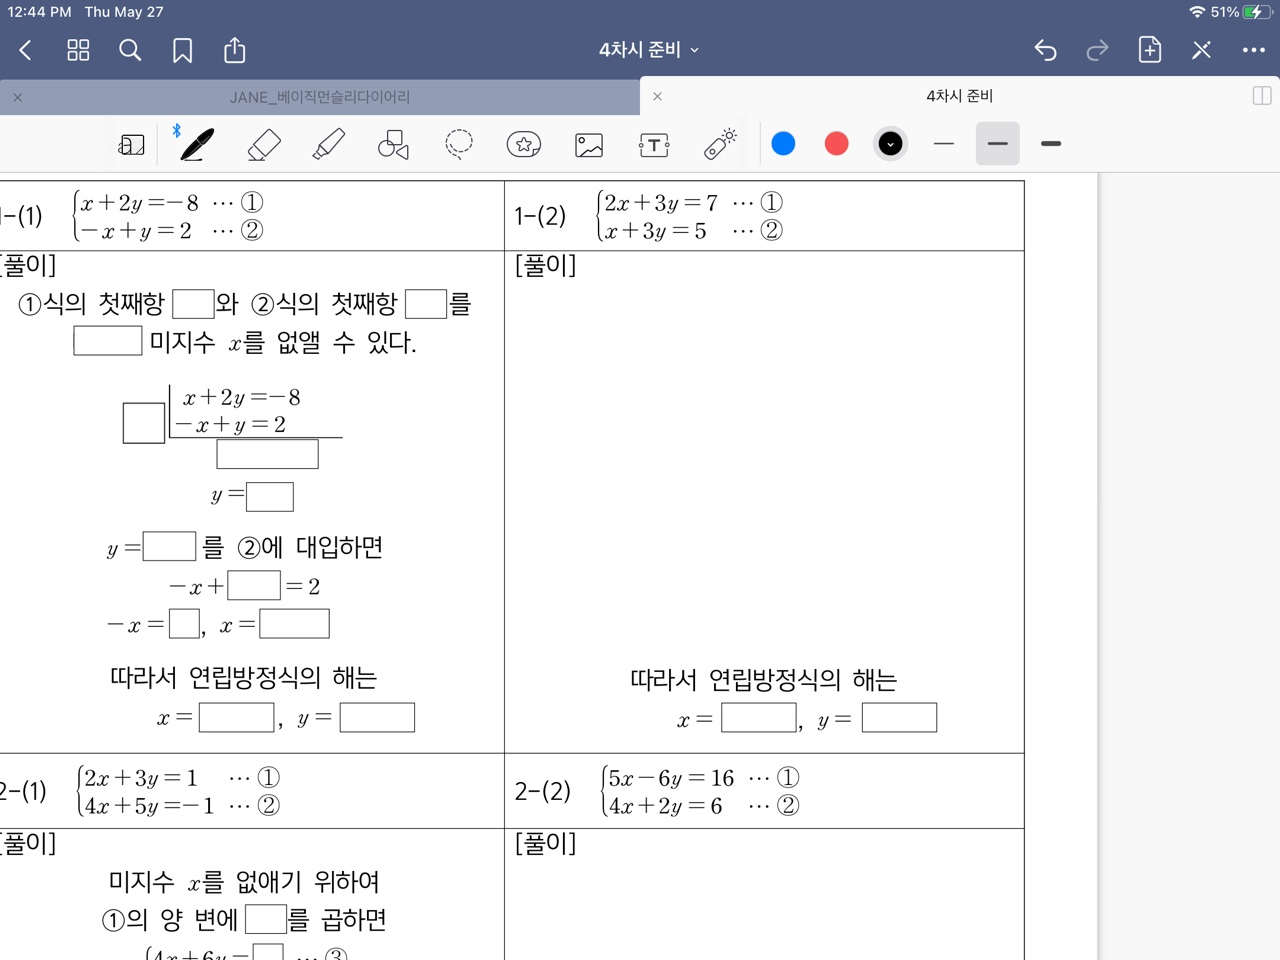 12:44 PM Thu May 27
51%
4차시 준비
JANE_베이직먼슬리다이어리
4차시 준비
1-(1) x+2y=-8 ⋯ ①
-x+y=2 ⋯ ②
[풀이]
①식의 첫째항 와 ②식의 첫째항 를
미지수 x를 없앨 수 있다.
x+2y=-8
-x+y=2
y=
y= 를 ②에 대입하면
-x+ =2
-x= , x=
따라서 연립방정식의 해는
x= , y=
1-(2) 2x+3y=7 ⋯ ①
x+3y=5 ⋯ ②
[풀이]
따라서 연립방정식의 해는
x= , y=
2-(1) 2x+3y=1 ⋯ ①
4x+5y=-1 ⋯ ②
[풀이]
미지수 x를 없애기 위하여
①의 양 변에 를 곱하면
4x+6y= ⋯ ③
2-(2) 5x-6y=16 ⋯ ①
4x+2y=6 ⋯ ②
[풀이]